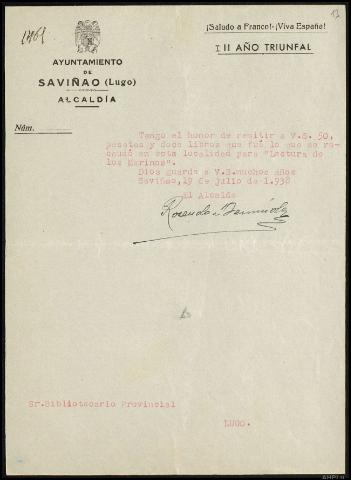 ¡Saludo a Franco!-¡Viva España!
I II AÑO TRIUNFAL
AYUNTAMIENTO
DE
SAVIÑAO (Lugo)
ALCALDÍA
Núm.
Tengo el honor de remitir a V.S. 50,
pesetas y doce libros que fué lo que se re-
caudó en esta localidad para "Lectura de
los Marinos".
Dios guarde a V.S.muchos años
Saviñao, 19 de julio de 1.938
El Alcalde
Sr.Bibliotecario Provincial
LUGO.